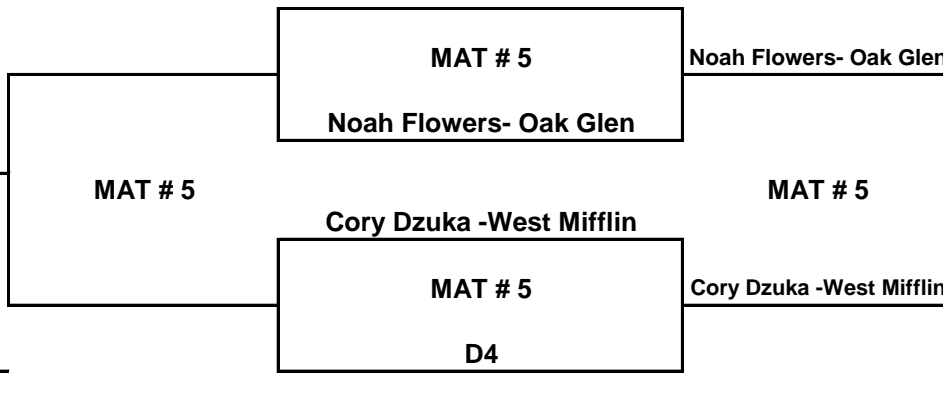 MAT # 5
Noah Flowers- Oak Glen
Noah Flowers- Oak Glen
MAT # 5
MAT # 5
Cory Dzuka -West Mifflin
MAT # 5
Cory Dzuka -West Mifflin
D4